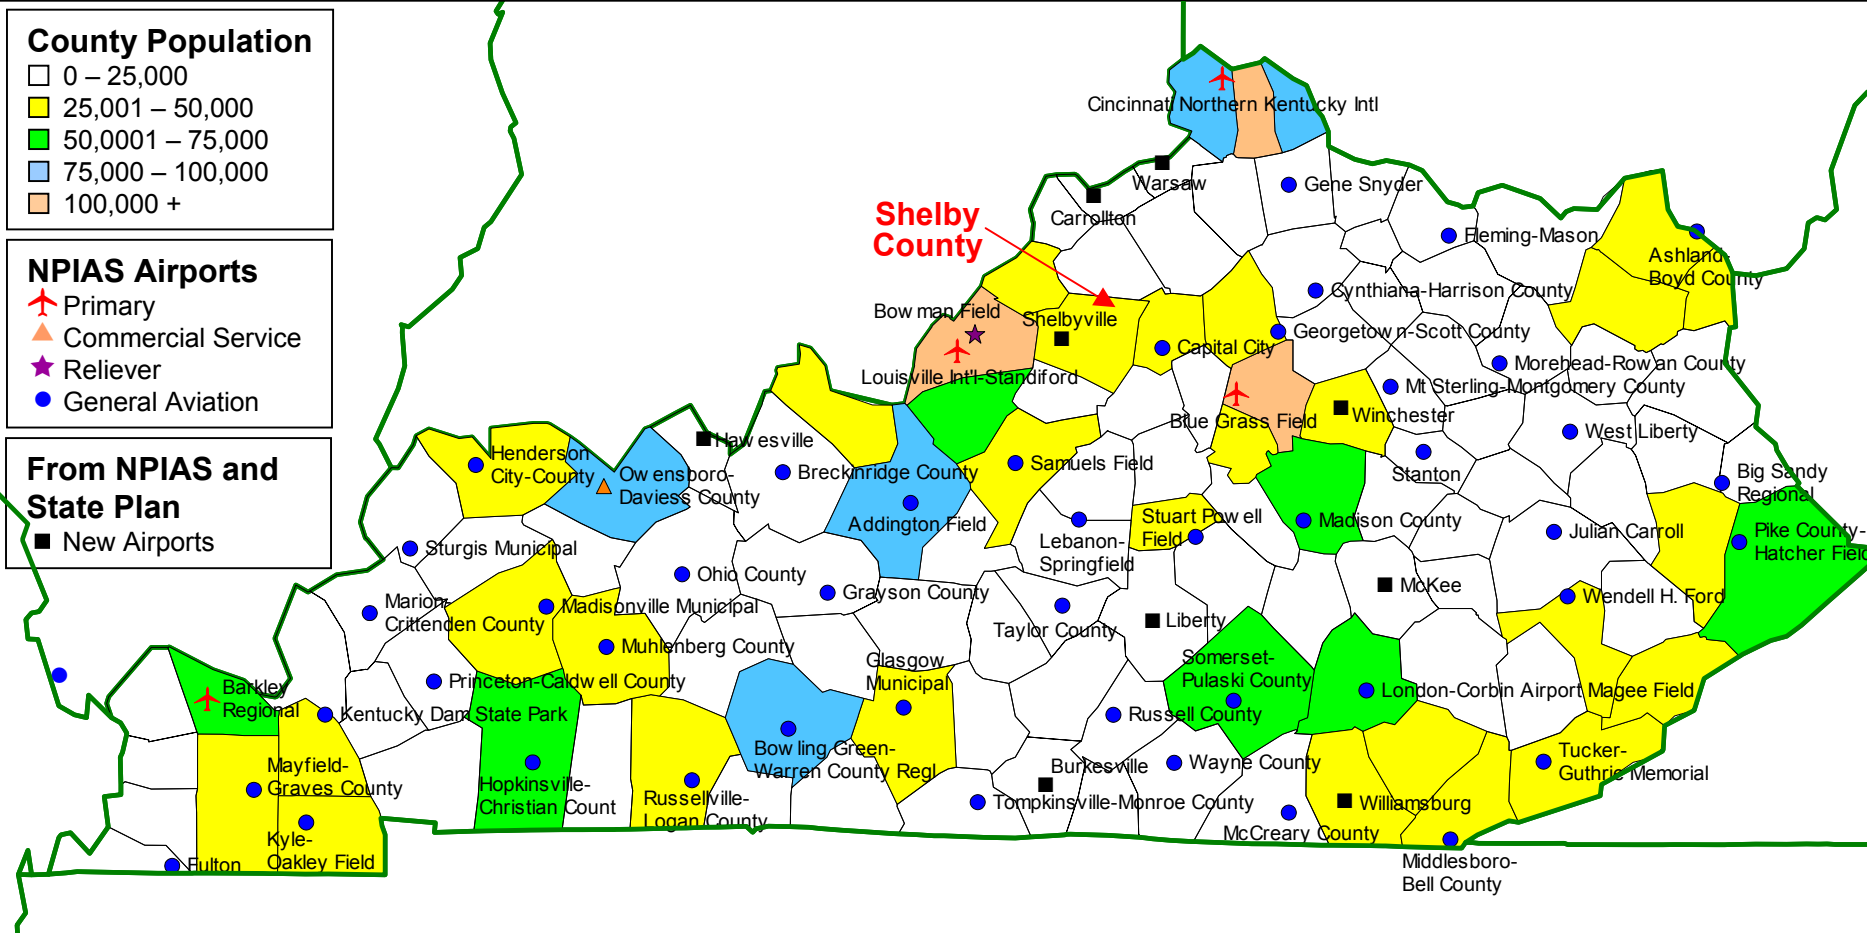 County Population
0 – 25,000
25,001 – 50,000
50,0001 – 75,000
75,000 – 100,000
100,000 +
NPIAS Airports
Primary
Commercial Service
Reliever
General Aviation
From NPIAS and
State Plan
New Airports
Shelby
County
Cincinnati Northern Kentucky Intl
Warsaw
Gene Snyder
Carrollton
Fleming-Mason
Ashland-
Boyd County
Cynthiana-Harrison County
Bowman Field
Shelbyville
Georgetown-Scott County
Capital City
Morehead-Rowan County
Louisville Int'l-Standiford
Mt Sterling-Montgomery County
Blue Grass Field
Winchester
West Liberty
Hawesville
Henderson
City-County
Owensboro-
Daviess County
Breckinridge County
Samuels Field
Stanton
Big Sandy
Regional
Addington Field
Stuart Powell
Field
Madison County
Julian Carroll
Pike County-
Hatcher Field
Lebanon-
Springfield
Sturgis Municipal
Ohio County
Grayson County
McKee
Wendell H. Ford
Marion-
Crittenden County
Madisonville Municipal
Taylor County
Liberty
Muhlenberg County
Glasgow
Municipal
Somerset-
Pulaski County
Barkley
Regional
Princeton-Caldwell County
London-Corbin Airport
Magee Field
Kentucky Dam State Park
Russell County
Bowling Green-
Warren County Regl
Burkesville
Wayne County
Tucker-
Guthrie Memorial
Mayfield-
Graves County
Hopkinsville-
Christian Count
Russellville-
Logan County
Tompkinsville-Monroe County
Williamsburg
McCreary County
Kyle-
Oakley Field
Fulton
Middlesboro-
Bell County